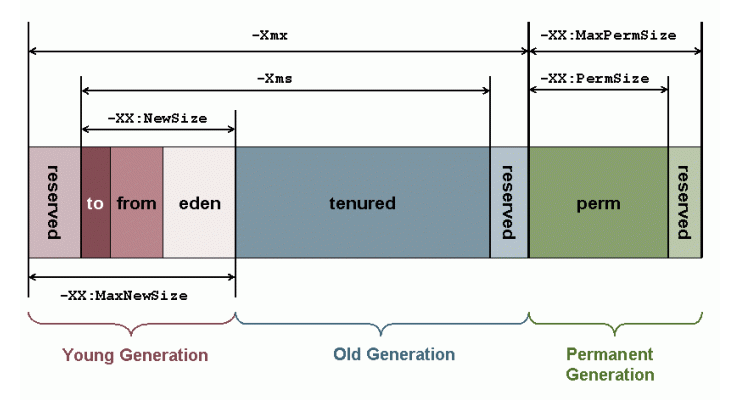 -Xmx
-XX:MaxPermSize
-Xms
-XX:PermSize
-XX:NewSize
reserved
to
from
eden
tenured
reserved
perm
reserved
-XX:MaxNewSize
Young Generation
Old Generation
Permanent
Generation